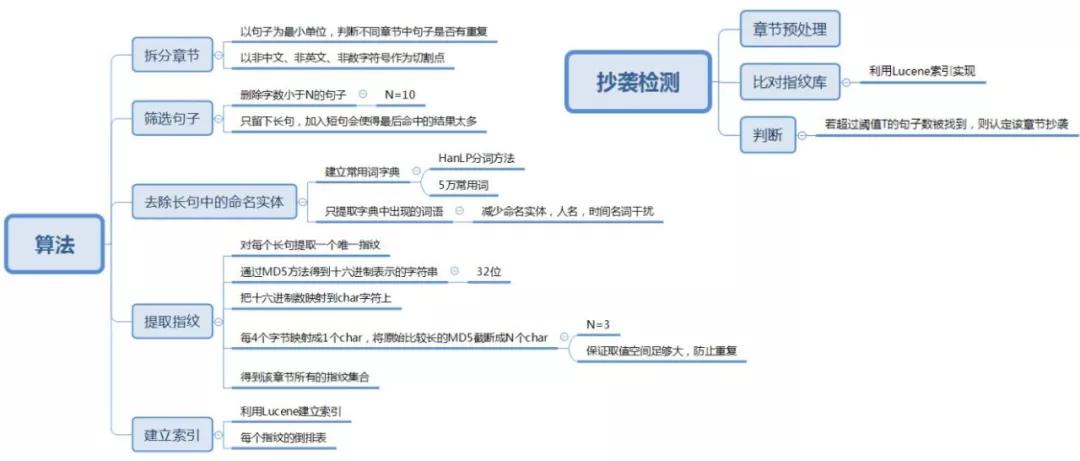 算法
拆分章节
以句子为最小单位，判断不同章节中句子是否有重复
以非中文、非英文、非数字符号作为切割点
筛选句子
删除字数小于N的句子
N=10
只留下长句，加入短句会使得最后命中的结果太多
去除长句中的命名实体
建立常用词字典
HanLP分词方法
5万常用词
只提取字典中出现的词语
减少命名实体，人名，时间名词干扰
提取指纹
对每个长句提取一个唯一指纹
通过MD5方法得到十六进制表示的字符串
32位
把十六进制数映射到char字符上
每4个字节映射成1个char，将原始比较长的MD5截断成N个char
N=3
保证取值空间足够大，防止重复
得到该章节所有的指纹集合
建立索引
利用Lucene建立索引
每个指纹的倒排表
抄袭检测
章节预处理
比对指纹库
利用Lucene索引实现
判断
若超过阈值T的句子数被找到，则认定该章节抄袭